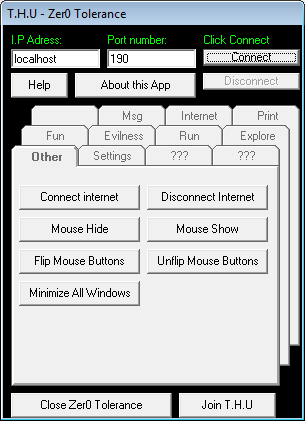 T.H.U - Zer0 Tolerance
I.P Adress: Port number: Click Connect
localhost 190 Connect
Help About this App Disconnect
Msg Internet Print
Fun Evilness Run Explore
Other Settings ??? ???
Connect internet Disconnect Internet
Mouse Hide Mouse Show
Flip Mouse Buttons Unflip Mouse Buttons
Minimize All Windows
Close Zer0 Tolerance Join T.H.U